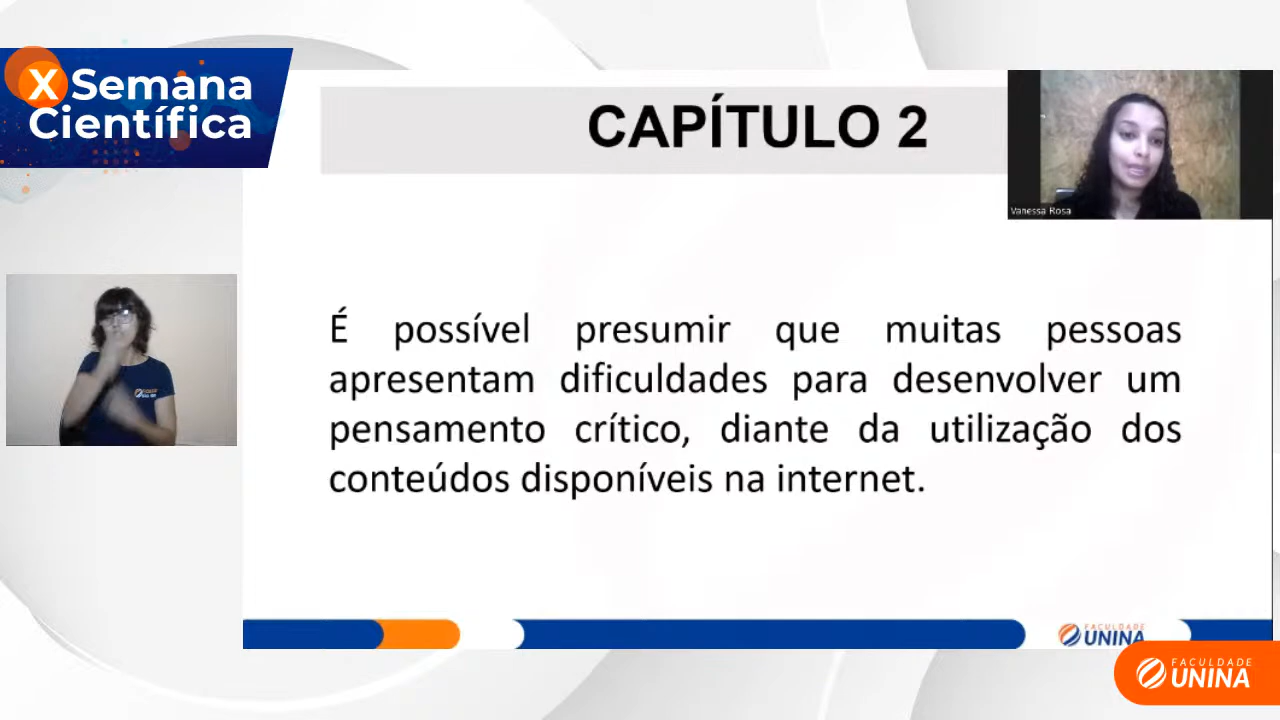 X Semana
Científica
CAPÍTULO 2
Vanessa Rosa
É possível presumir que muitas pessoas
apresentam dificuldades para desenvolver um
pensamento crítico, diante da utilização dos
conteúdos disponíveis na internet.
FACULDADE
UNINA
FACULDADE
UNINA